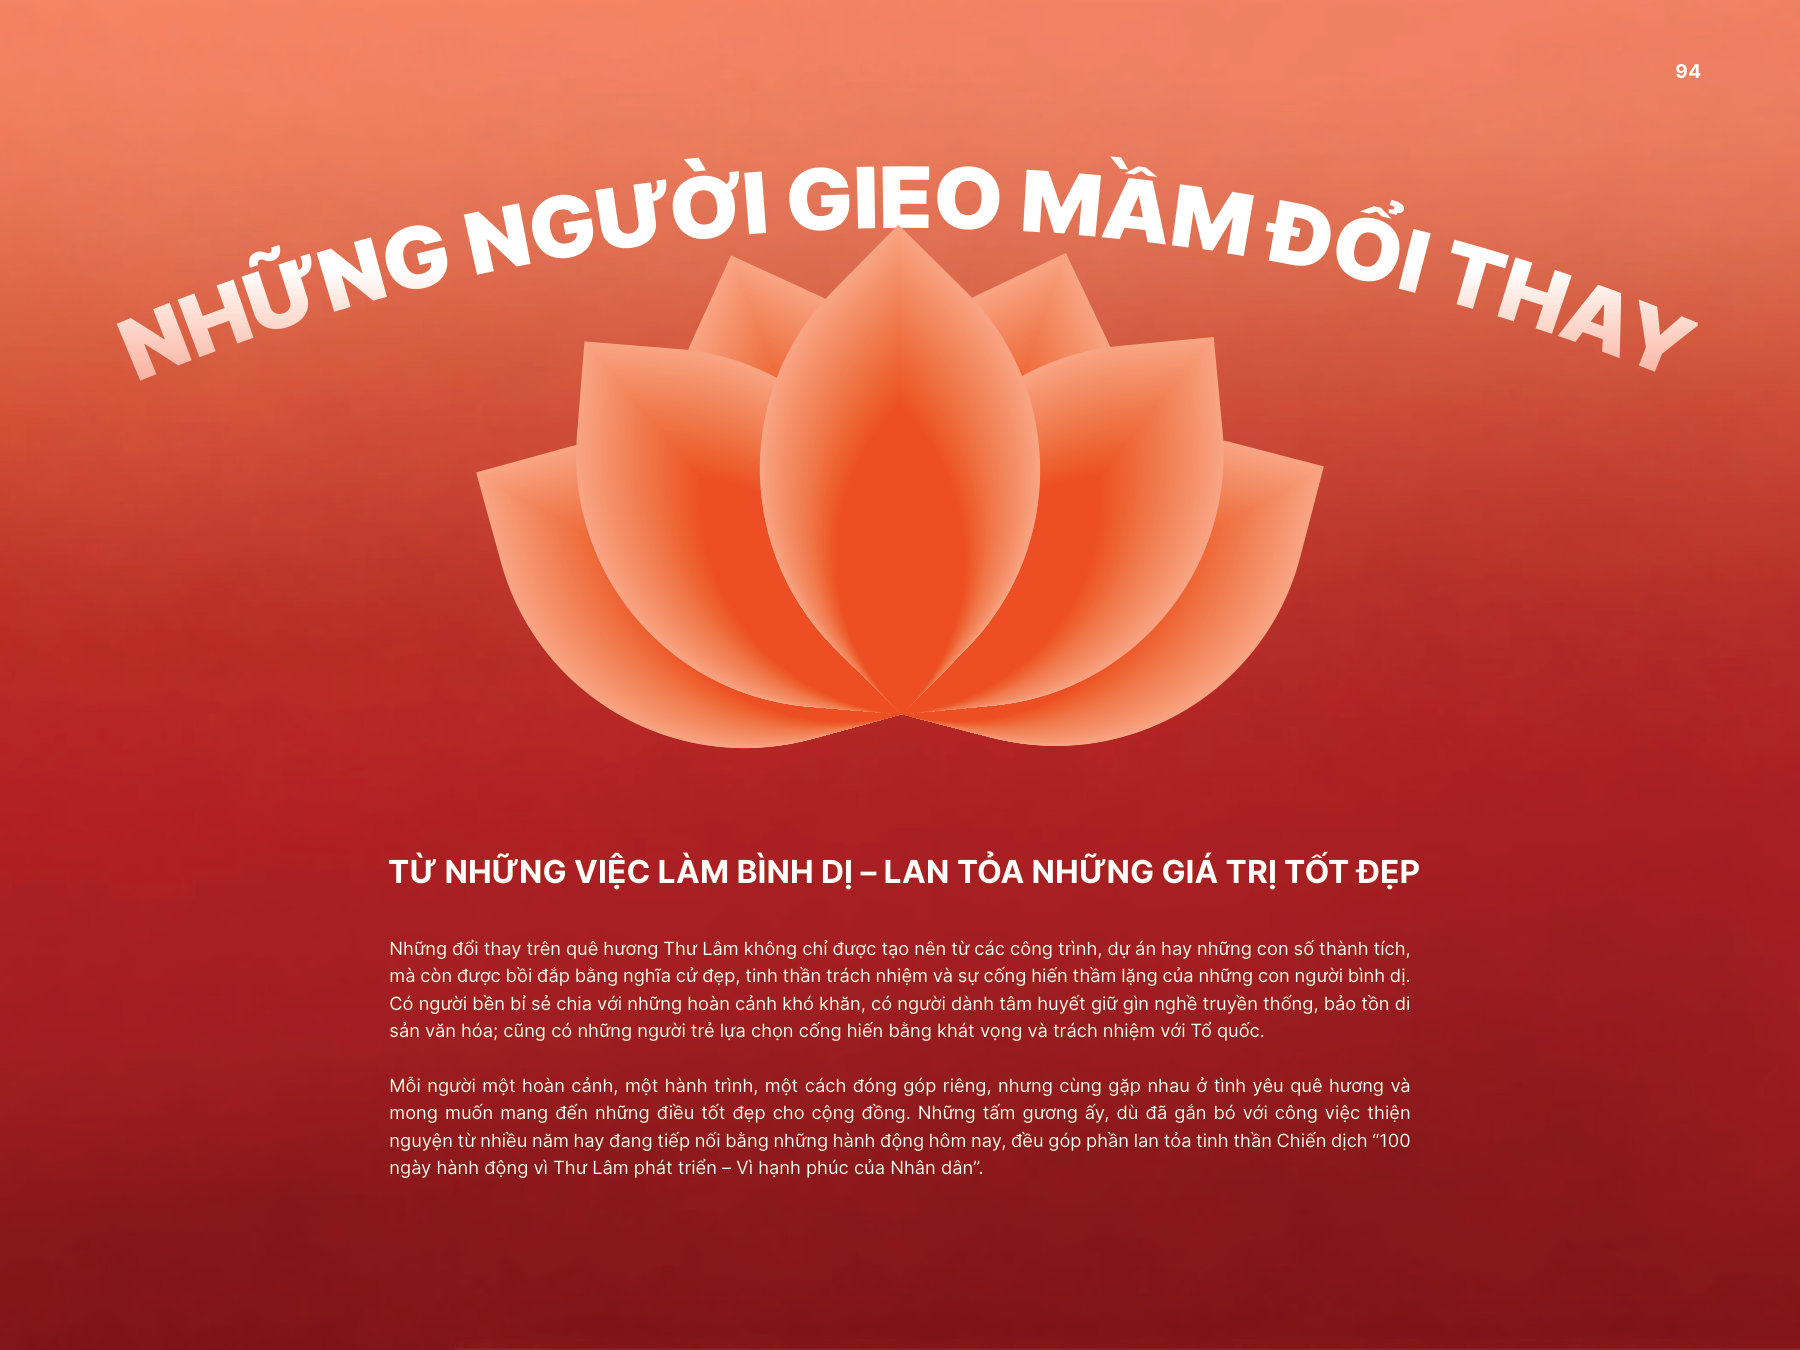 94
NHỮNG NGƯỜI GIEO MẦM ĐỔI THAY
TỪ NHỮNG VIỆC LÀM BÌNH DỊ – LAN TỎA NHỮNG GIÁ TRỊ TỐT ĐẸP
Những đổi thay trên quê hương Thư Lâm không chỉ được tạo nên từ các công trình, dự án hay những con số thành tích,
mà còn được bồi đắp bằng nghĩa cử đẹp, tinh thần trách nhiệm và sự cống hiến thầm lặng của những con người bình dị.
Có người bền bỉ sẻ chia với những hoàn cảnh khó khăn, có người dành tâm huyết giữ gìn nghề truyền thống, bảo tồn di
sản văn hóa; cũng có những người trẻ lựa chọn cống hiến bằng khát vọng và trách nhiệm với Tổ quốc.
Mỗi người một hoàn cảnh, một hành trình, một cách đóng góp riêng, nhưng cùng gặp nhau ở tình yêu quê hương và
mong muốn mang đến những điều tốt đẹp cho cộng đồng. Những tấm gương ấy, dù đã gắn bó với công việc thiện
nguyện từ nhiều năm hay đang tiếp nối bằng những hành động hôm nay, đều góp phần lan tỏa tinh thần Chiến dịch “100
ngày hành động vì Thư Lâm phát triển – Vì hạnh phúc của Nhân dân”.